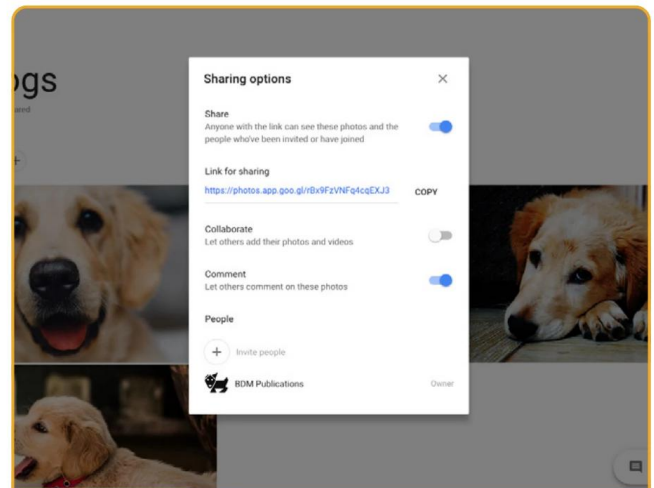 ogs
Sharing options
Share
Anyone with the link can see these photos and the
people who've been invited or have joined
Link for sharing
https://photos.app.goo.gl/rBx9FzVNFq4cqEXJ3
COPY
Collaborate
Let others add their photos and videos
Comment
Let others comment on these photos
People
Invite people
BDM Publications
Owner